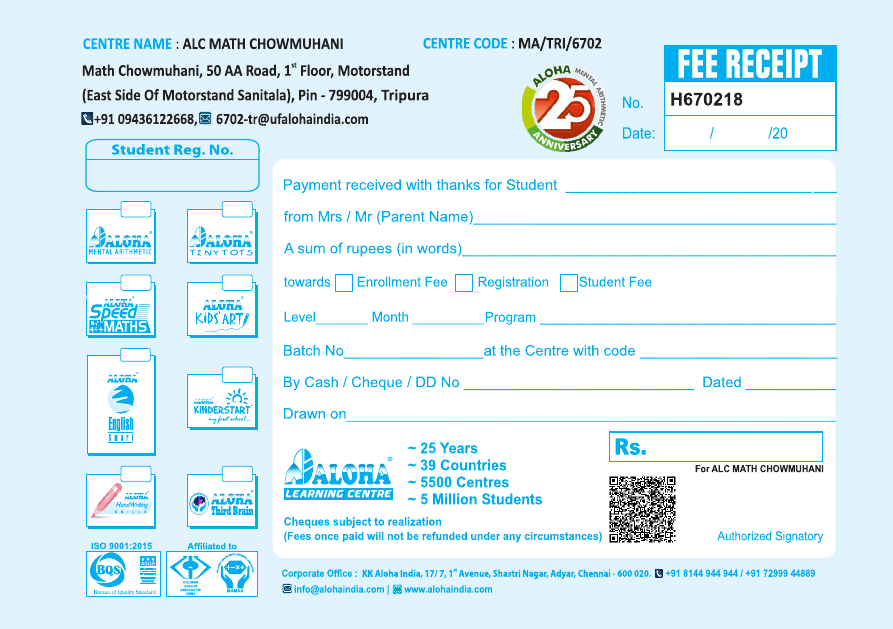 CENTRE NAME : ALC MATH CHOWMUHANI
CENTRE CODE : MA/TRI/6702
Math Chowmuhani, 50 AA Road, 1st Floor, Motorstand
(East Side Of Motorstand Sanitala), Pin - 799004, Tripura
+91 09436122668, 6702-tr@ufalohaindia.com
ALOHA MENTAL ARITHMETIC
25
ANNIVERSARY
FEE RECEIPT
No. H670218
Date: / /20
Student Reg. No.
ALOHA
MENTAL ARITHMETIC
ALOHA
TINY TOTS
ALOHA
Speed
MATHS
ALOHA
KIDS'ART!
ALOHA
English
Smart
KINDERSTART
my first school...
ALOHA
HandWriting
SKILLS
ALOHA
Third Brain
ISO 9001:2015
BQS
Bureau of Quality Standard
Affiliated to
MAMAA
Payment received with thanks for Student ______________________________
from Mrs / Mr (Parent Name)______________________________
A sum of rupees (in words)______________________________
towards Enrollment Fee Registration Student Fee
Level_______ Month _________Program ______________________________
Batch No_________________at the Centre with code ________________________
By Cash / Cheque / DD No ____________________________ Dated ___________
Drawn on______________________________
ALOHA®
LEARNING CENTRE
~ 25 Years
~ 39 Countries
~ 5500 Centres
~ 5 Million Students
Rs.
For ALC MATH CHOWMUHANI
Cheques subject to realization
(Fees once paid will not be refunded under any circumstances)
Authorized Signatory
Corporate Office : KK Aloha India, 17/ 7, 1st Avenue, Shastri Nagar, Adyar, Chennai - 600 020. +91 8144 944 944 / +91 72999 44889
info@alohaindia.com | www.alohaindia.com